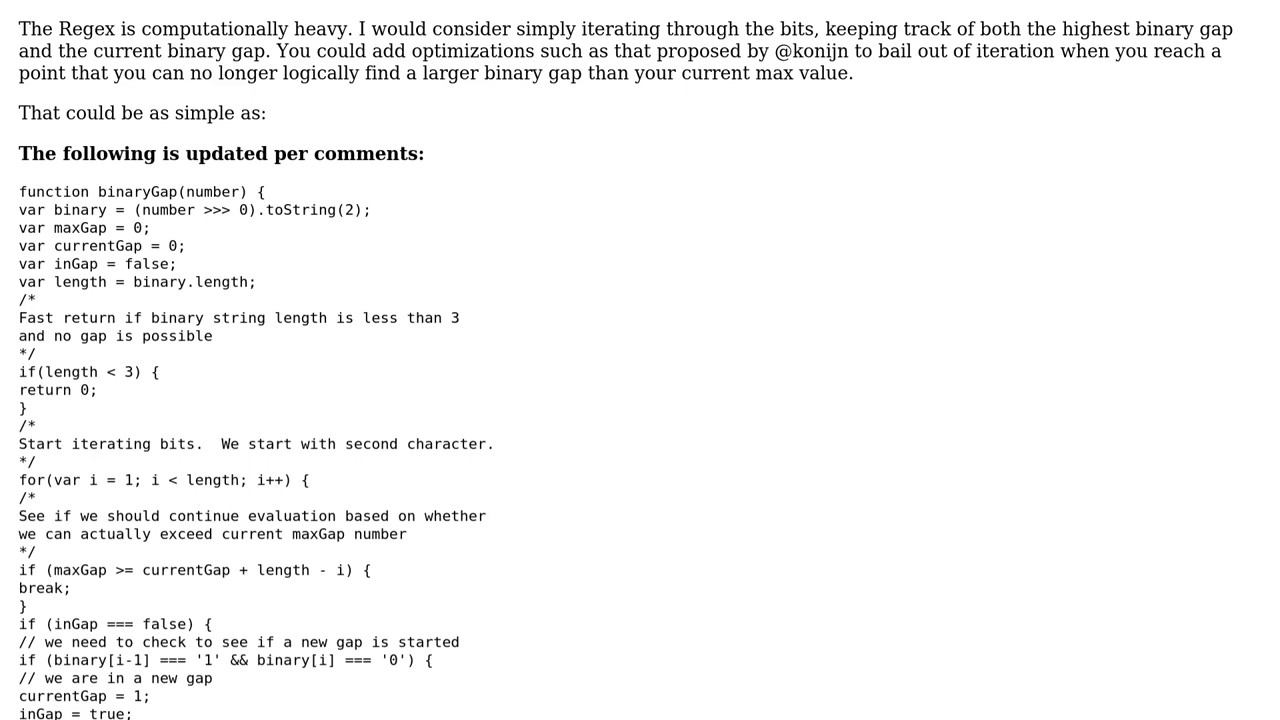 The Regex is computationally heavy. I would consider simply iterating through the bits, keeping track of both the highest binary gap
and the current binary gap. You could add optimizations such as that proposed by @konijn to bail out of iteration when you reach a
point that you can no longer logically find a larger binary gap than your current max value.
That could be as simple as:
The following is updated per comments:
function binaryGap(number) {
var binary = (number >>> 0).toString(2);
var maxGap = 0;
var currentGap = 0;
var inGap = false;
var length = binary.length;
/*
Fast return if binary string length is less than 3
and no gap is possible
*/
if(length < 3) {
return 0;
}
/*
Start iterating bits.  We start with second character.
*/
for(var i = 1; i < length; i++) {
/*
See if we should continue evaluation based on whether
we can actually exceed current maxGap number
*/
if (maxGap >= currentGap + length - i) {
break;
}
if (inGap === false) {
// we need to check to see if a new gap is started
if (binary[i-1] === '1' && binary[i] === '0') {
// we are in a new gap
currentGap = 1;
inGap = true;